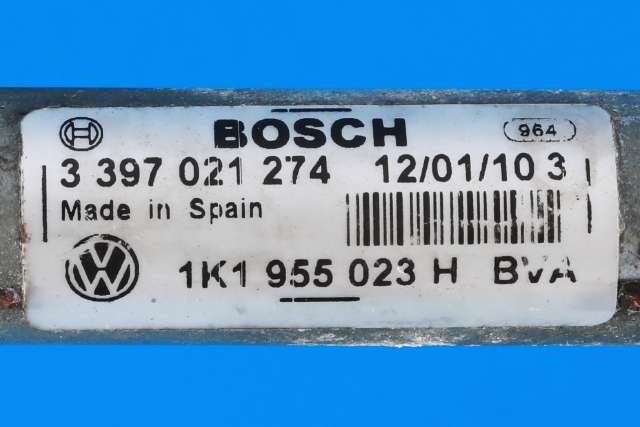 BOSCH 964
3 397 021 274 12/01/10 3
Made in Spain
1K1 955 023 H BVA